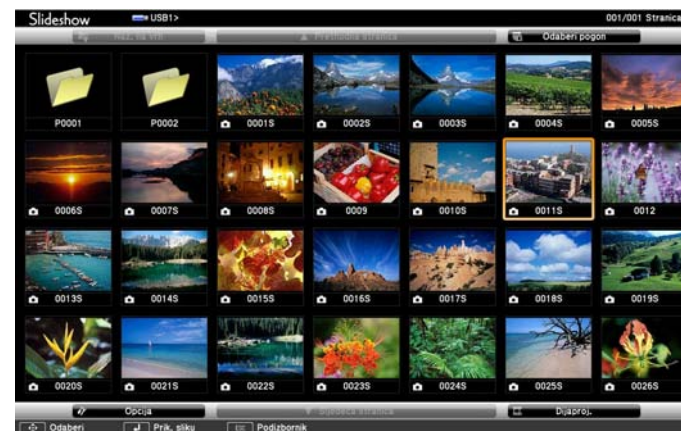 Slideshow USB1> 001/001 Stranica
Naz. na vrh Prethodna stranica Odaberi pogon
P0001 P0002 0001S 0002S 0003S 0004S 0005S
0006S 0007S 0008S 0009 0010S 0011S 0012
0013S 0014S 0015S 0016S 0017S 0018S 0019S
0020S 0021S 0022S 0023S 0024S 0025S 0026S
Opcija Sljedeća stranica Dijaproj.
Odaberi Prik. sliku Podizbornik